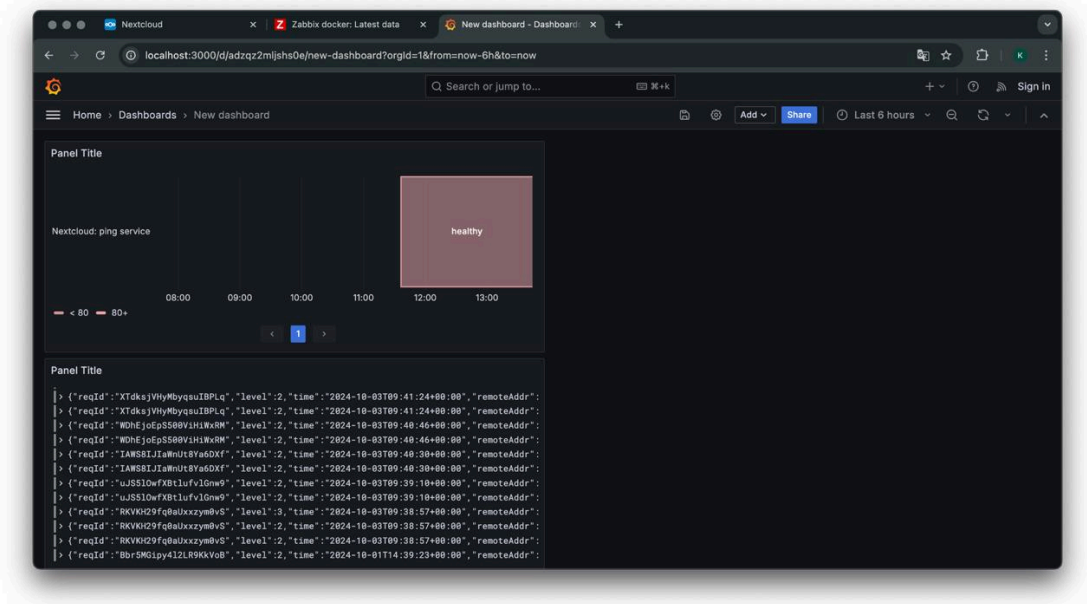 Nextcloud
Zabbix docker: Latest data
New dashboard - Dashboards
localhost:3000/d/adzqz2mljshs0e/new-dashboard?orgId=1&from=now-6h&to=now
K
Search or jump to...
⌘+k
Sign in
Home › Dashboards › New dashboard
Add
Share
Last 6 hours
Panel Title
Nextcloud: ping service
healthy
08:00 09:00 10:00 11:00 12:00 13:00
< 80 80+
1
Panel Title
> {"reqId":"XTdksjVHyMbyqsuIBPLq","level":2,"time":"2024-10-03T09:41:24+00:00","remoteAddr":
> {"reqId":"XTdksjVHyMbyqsuIBPLq","level":2,"time":"2024-10-03T09:41:24+00:00","remoteAddr":
> {"reqId":"WDhEjoEpS500ViHiWxRM","level":2,"time":"2024-10-03T09:40:46+00:00","remoteAddr":
> {"reqId":"WDhEjoEpS500ViHiWxRM","level":2,"time":"2024-10-03T09:40:46+00:00","remoteAddr":
> {"reqId":"IAWS8IJIaWnUt8Ya6DXf","level":2,"time":"2024-10-03T09:40:30+00:00","remoteAddr":
> {"reqId":"IAWS8IJIaWnUt8Ya6DXf","level":2,"time":"2024-10-03T09:40:30+00:00","remoteAddr":
> {"reqId":"uJS5lOwfXBtlufvlGnw9","level":2,"time":"2024-10-03T09:39:10+00:00","remoteAddr":
> {"reqId":"uJS5lOwfXBtlufvlGnw9","level":2,"time":"2024-10-03T09:39:10+00:00","remoteAddr":
> {"reqId":"RKVKH29fq0aUxxzym0vS","level":3,"time":"2024-10-03T09:38:57+00:00","remoteAddr":
> {"reqId":"RKVKH29fq0aUxxzym0vS","level":2,"time":"2024-10-03T09:38:57+00:00","remoteAddr":
> {"reqId":"RKVKH29fq0aUxxzym0vS","level":2,"time":"2024-10-03T09:38:57+00:00","remoteAddr":
> {"reqId":"Bbr5MGipy4l2LR9KkVoB","level":2,"time":"2024-10-01T14:39:23+00:00","remoteAddr":